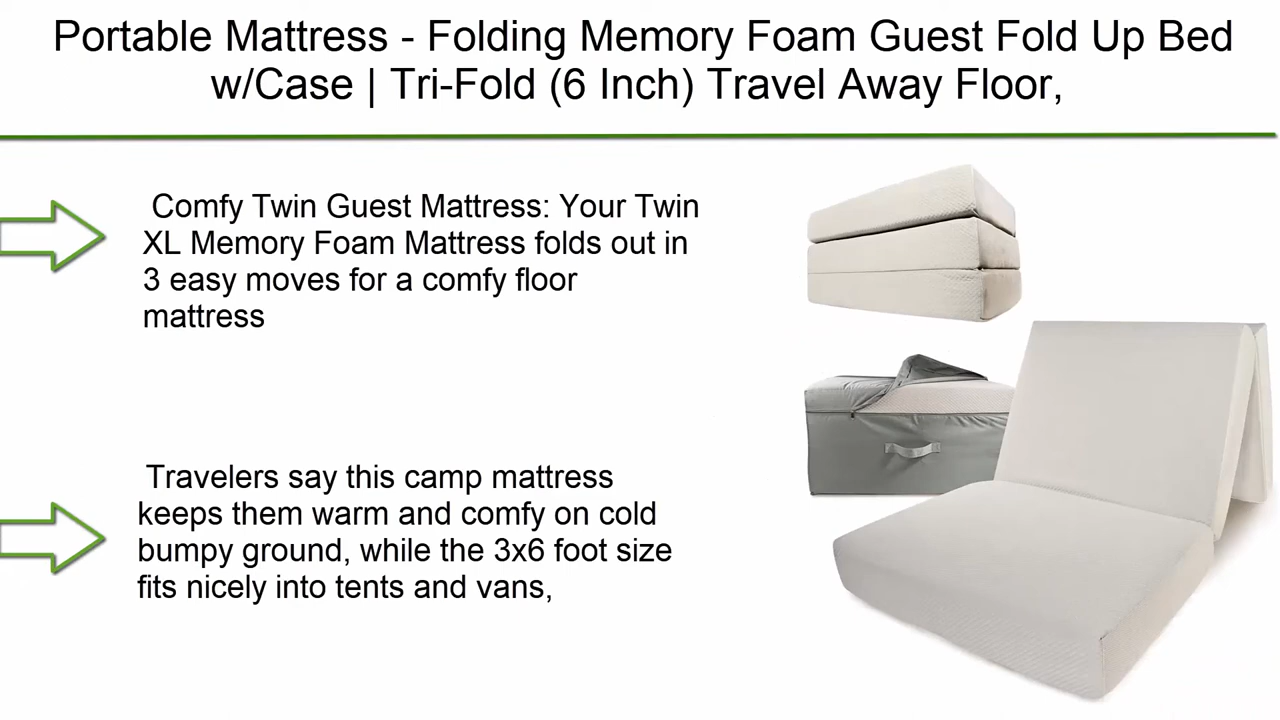 Portable Mattress - Folding Memory Foam Guest Fold Up Bed
w/Case | Tri-Fold (6 Inch) Travel Away Floor,
Comfy Twin Guest Mattress: Your Twin
XL Memory Foam Mattress folds out in
3 easy moves for a comfy floor
mattress
Travelers say this camp mattress
keeps them warm and comfy on cold
bumpy ground, while the 3x6 foot size
fits nicely into tents and vans,